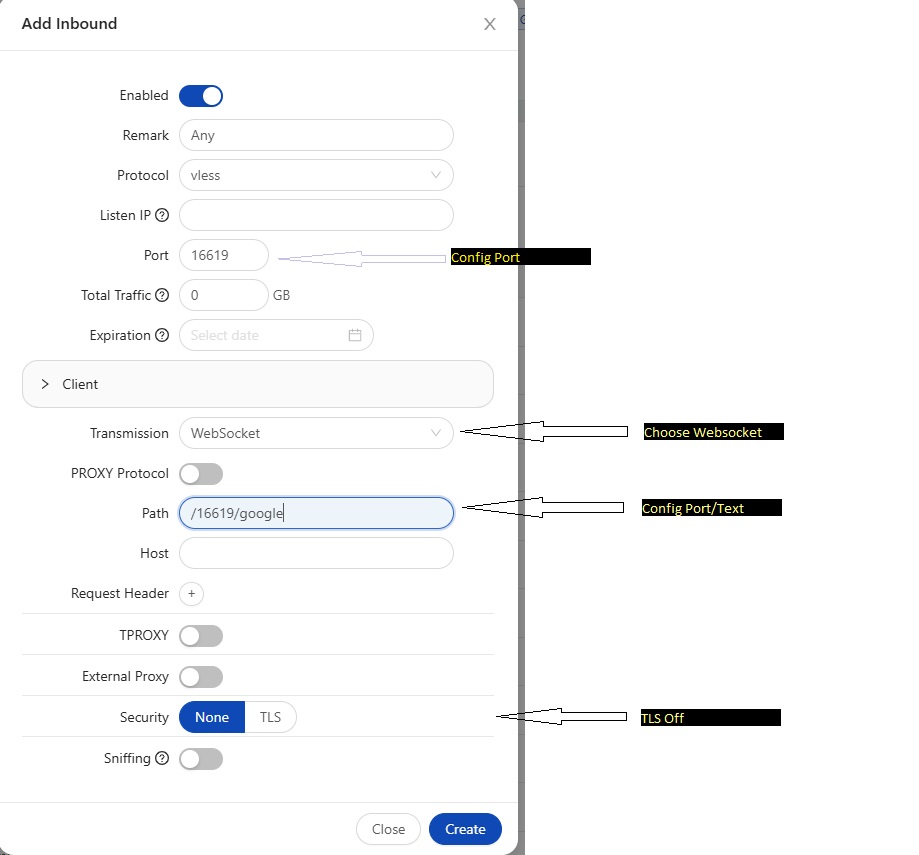 Add Inbound
Enabled
Remark Any
Protocol vless
Listen IP
Port 16619 Config Port
Total Traffic 0 GB
Expiration Select date
Client
Transmission WebSocket Choose Websocket
PROXY Protocol
Path /16619/google Config Port/Text
Host
Request Header +
TPROXY
External Proxy
Security None TLS TLS Off
Sniffing
Close Create